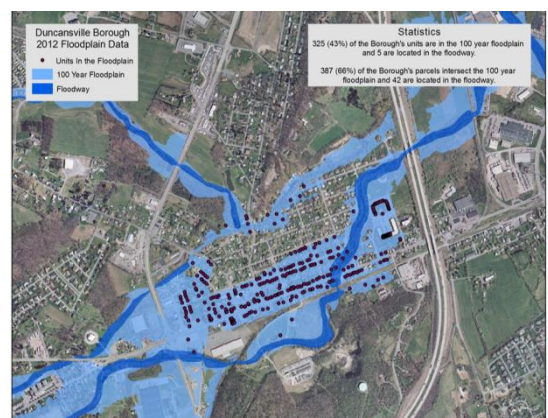 Duncansville Borough
2012 Floodplain Data
Units In the Floodplain
100 Year Floodplain
Floodway
Statistics
325 (43%) of the Borough's units are in the 100 year floodplain
and 5 are located in the floodway.
387 (66%) of the Borough's parcels intersect the 100 year
floodplain and 42 are located in the floodway.